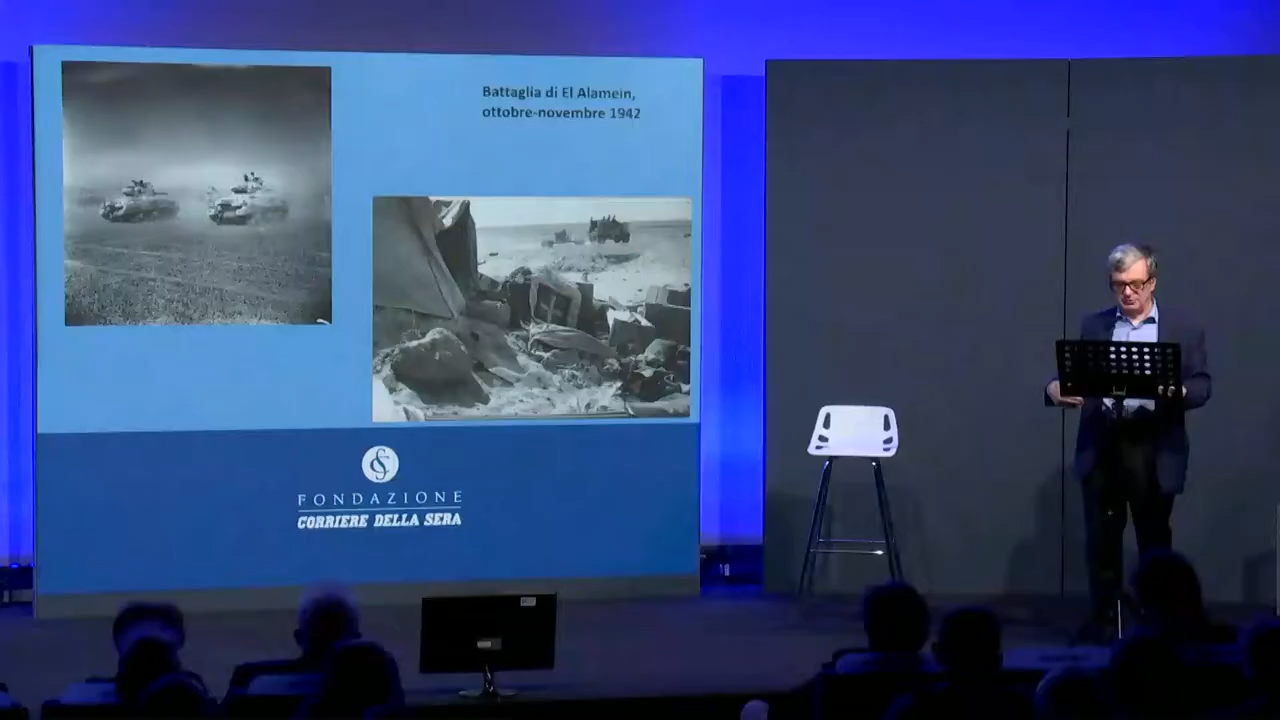 Battaglia di El Alamein,
ottobre-novembre 1942
FONDAZIONE
CORRIERE DELLA SERA